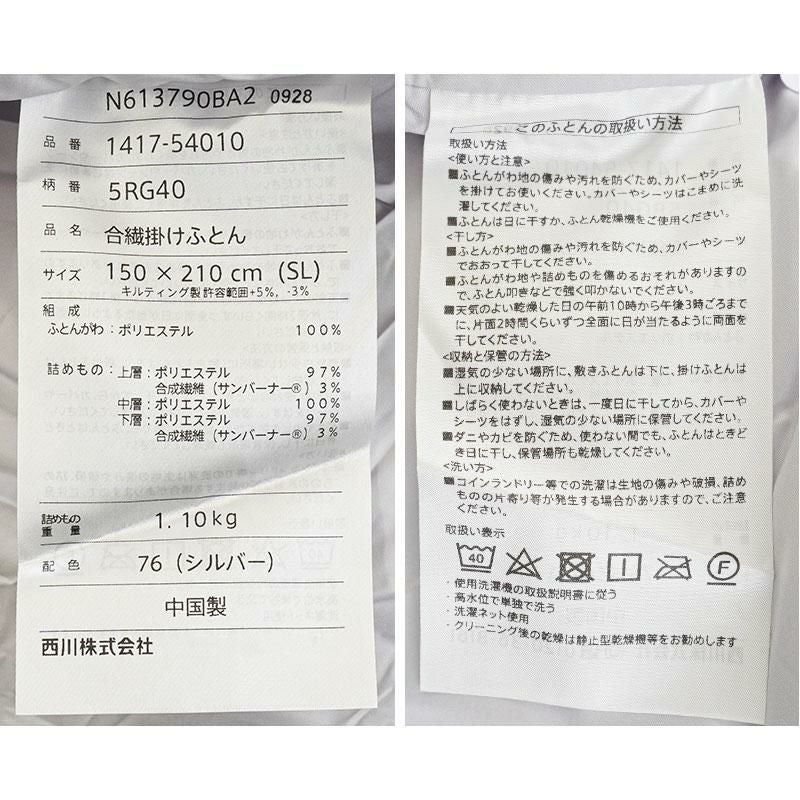 N613790BA2 0928
品番 1417-54010
柄番 5RG40
品名 合繊掛けふとん
サイズ 150 × 210 cm (SL)
キルティング製 許容範囲+5%, -3%
組成
ふとんがわ:ポリエステル 100%
詰めもの:上層:ポリエステル 97%
合成繊維(サンバーナー®) 3%
中層:ポリエステル 100%
下層:ポリエステル 97%
合成繊維(サンバーナー®) 3%
詰めもの重量 1.10kg
配色 76 (シルバー)
中国製
西川株式会社
このふとんの取扱い方法
取扱い方法
<使い方と注意>
■ふとんがわ地の傷みや汚れを防ぐため、カバーやシーツ
を掛けてお使いください。カバーやシーツはこまめに洗
濯してください。
■ふとんは日に干すか、ふとん乾燥機をご使用ください。
<干し方>
■ふとんがわ地の傷みや汚れを防ぐため、カバーやシーツ
でおおって干してください。
■ふとんがわ地や詰めものを傷めるおそれがありますの
で、ふとん叩きなどで強く叩かないでください。
■天気のよい乾燥した日の午前10時から午後3時ごろまで
に、片面2時間くらいずつ全面に日が当たるように両面を
干してください。
<収納と保管の方法>
■湿気の少ない場所に、敷きふとんは下に、掛けふとんは
上に収納してください。
■しばらく使わないときは、一度日に干してから、カバーや
シーツをはずし、湿気の少ない場所に保管してください。
■ダニやカビを防ぐため、使わない間でも、ふとんはときど
き日に干し、保管場所も乾燥してください。
<洗い方>
■コインランドリー等での洗濯は生地の傷みや破損、詰め
ものの片寄り等が発生する場合がありますので、ご注意
ください。
取扱い表示
40 F
・使用洗濯機の取扱説明書に従う
・高水位で単独で洗う
・洗濯ネット使用
・クリーニング後の乾燥は静止型乾燥機等をお勧めします